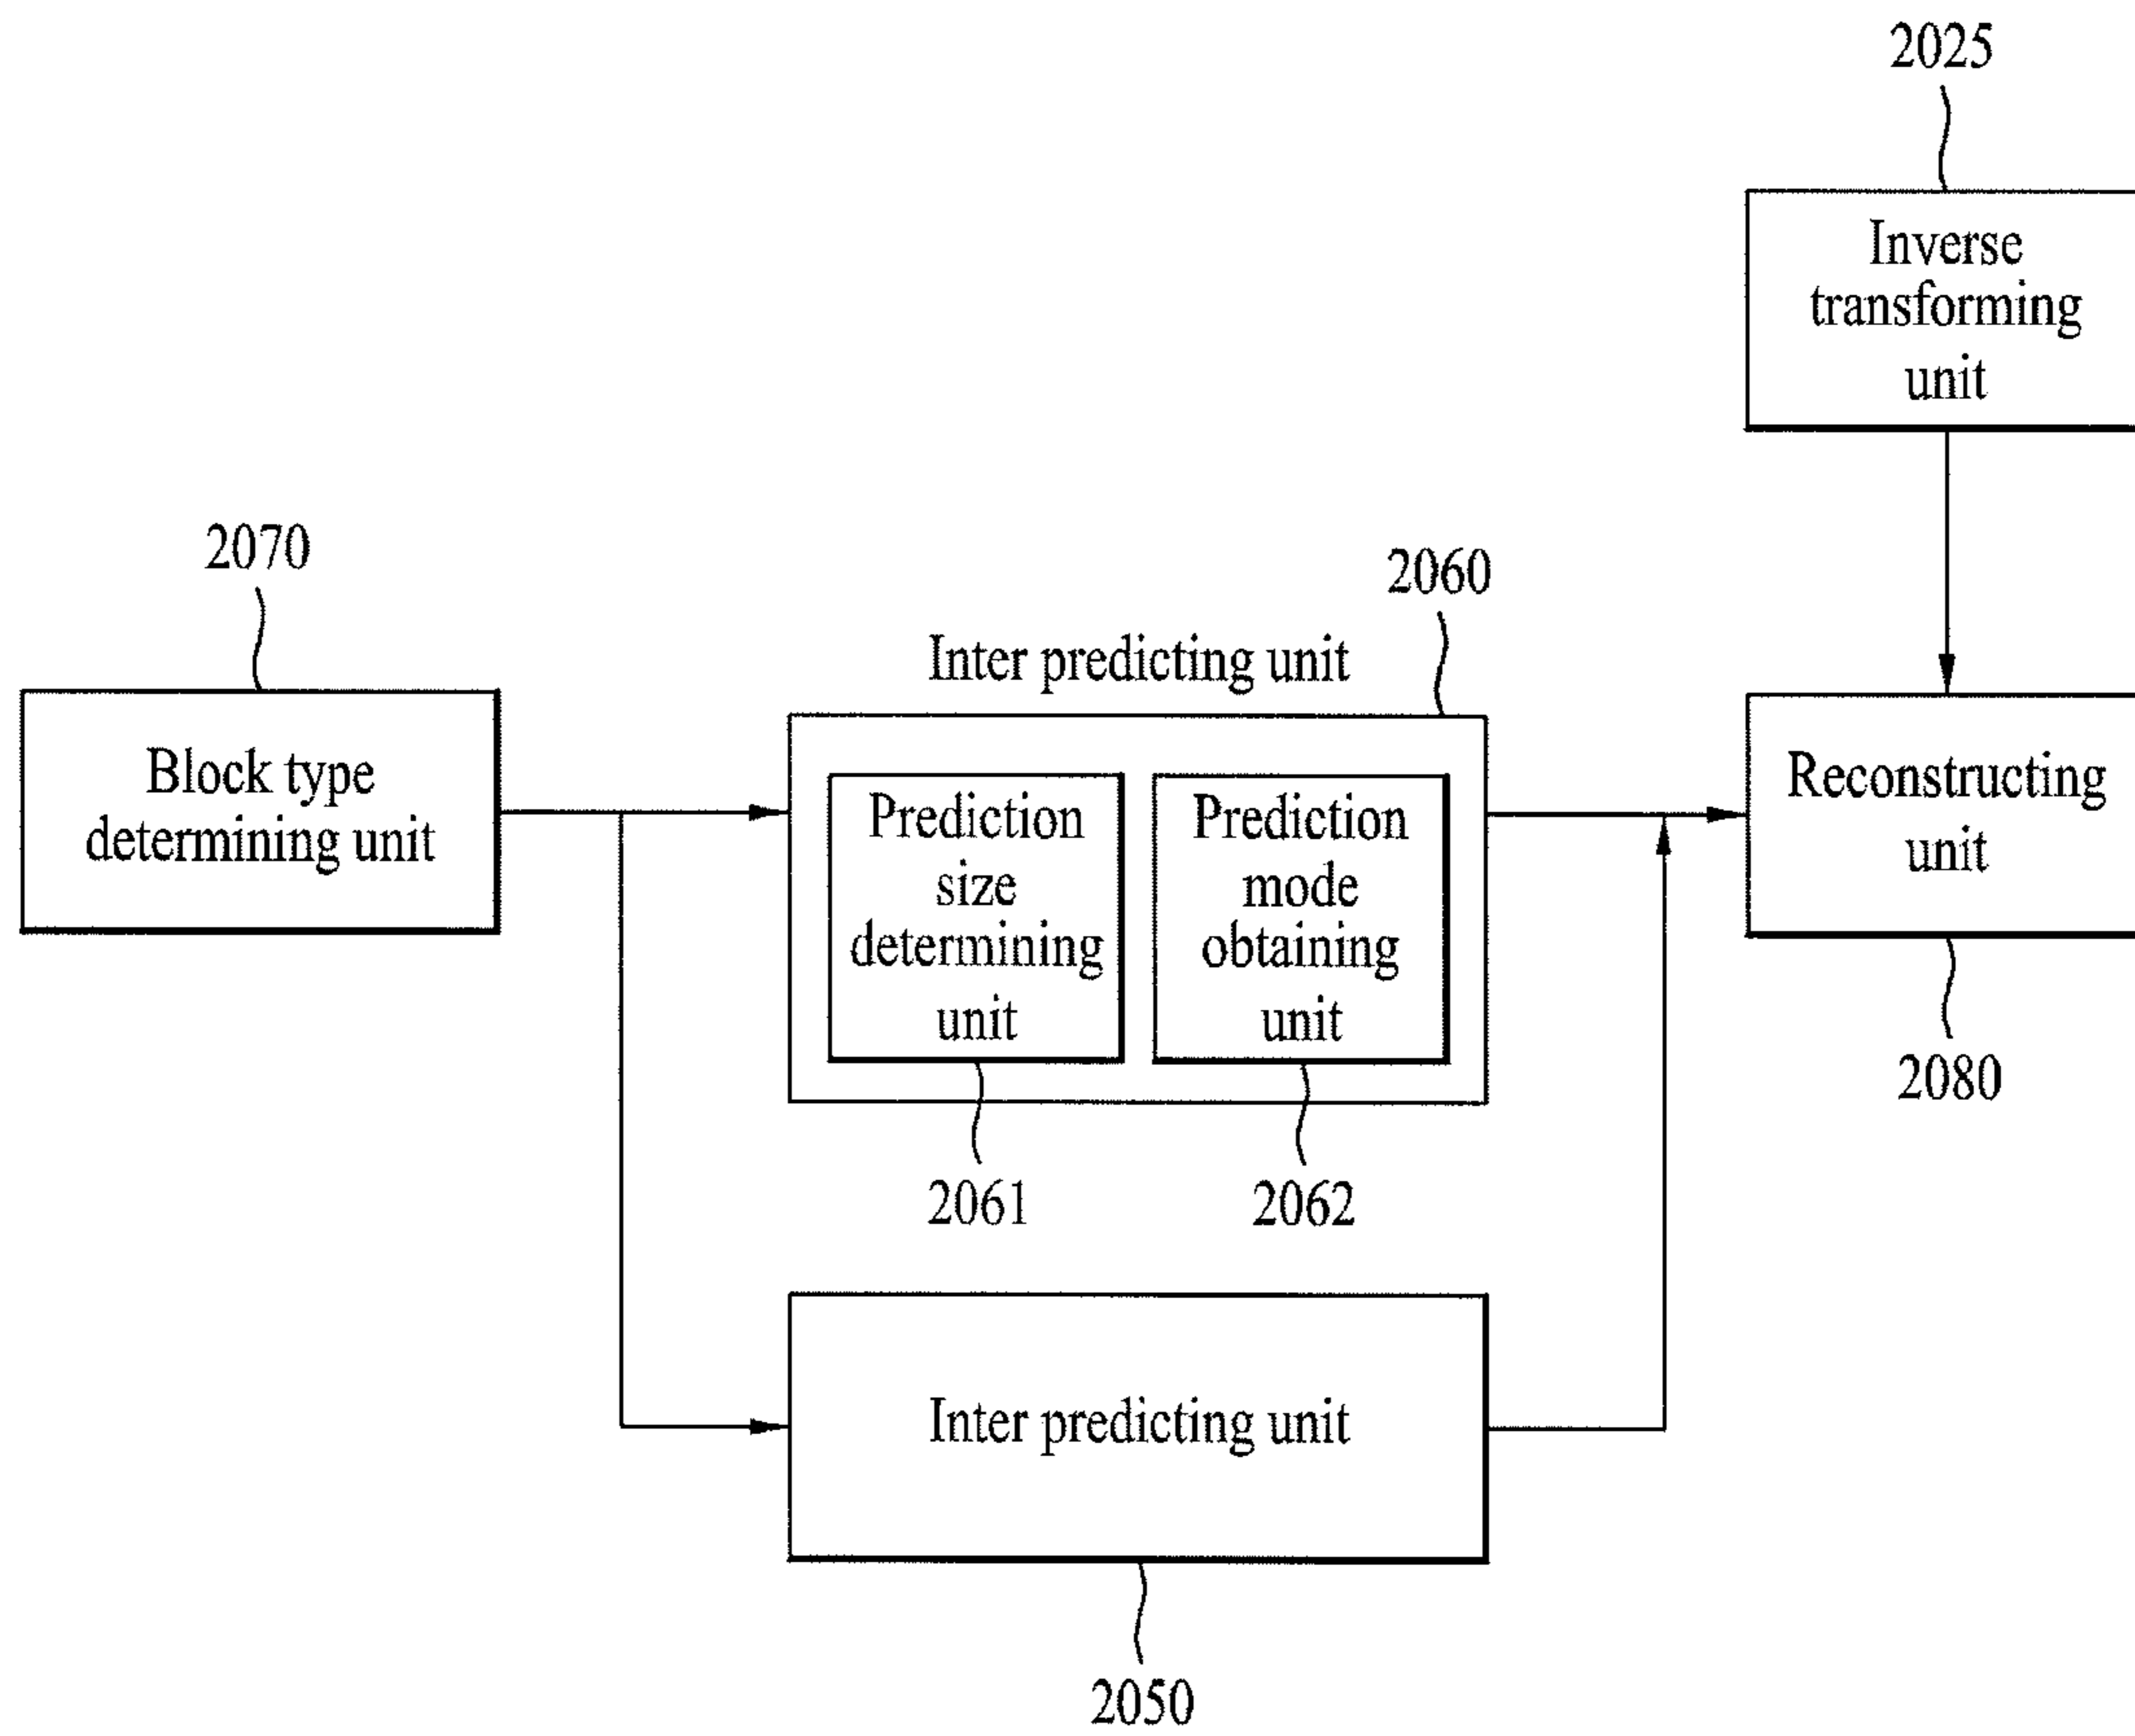 2025
Inverse
transforming
unit
2070
2060
Inter predicting unit
Block type
determining unit
Prediction
size
determining
unit
Prediction
mode
obtaining
unit
Reconstructing
unit
2061
2062
2080
Inter predicting unit
2050